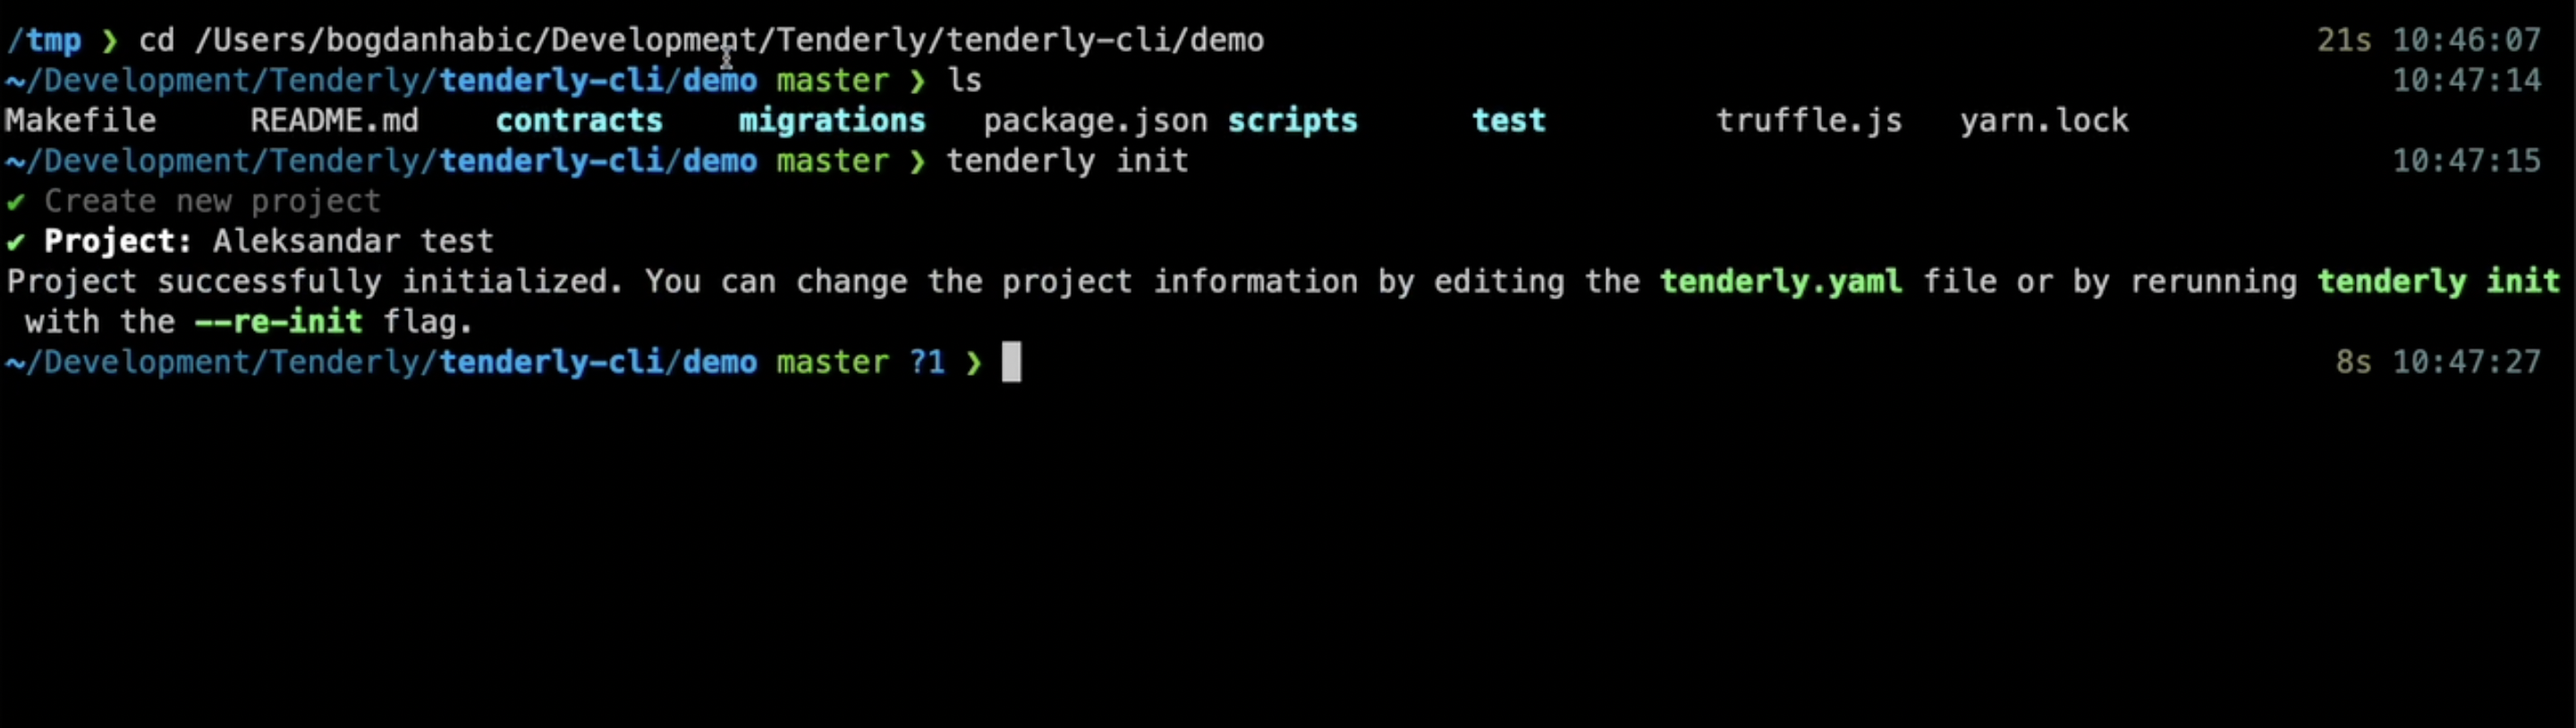 /tmp ❯ cd /Users/bogdanhabic/Development/Tenderly/tenderly-cli/demo 21s 10:46:07
~/Development/Tenderly/tenderly-cli/demo master ❯ ls 10:47:14
Makefile README.md contracts migrations package.json scripts test truffle.js yarn.lock
~/Development/Tenderly/tenderly-cli/demo master ❯ tenderly init 10:47:15
✔ Create new project
✔ Project: Aleksandar test
Project successfully initialized. You can change the project information by editing the tenderly.yaml file or by rerunning tenderly init
with the --re-init flag.
~/Development/Tenderly/tenderly-cli/demo master ?1 ❯ 8s 10:47:27